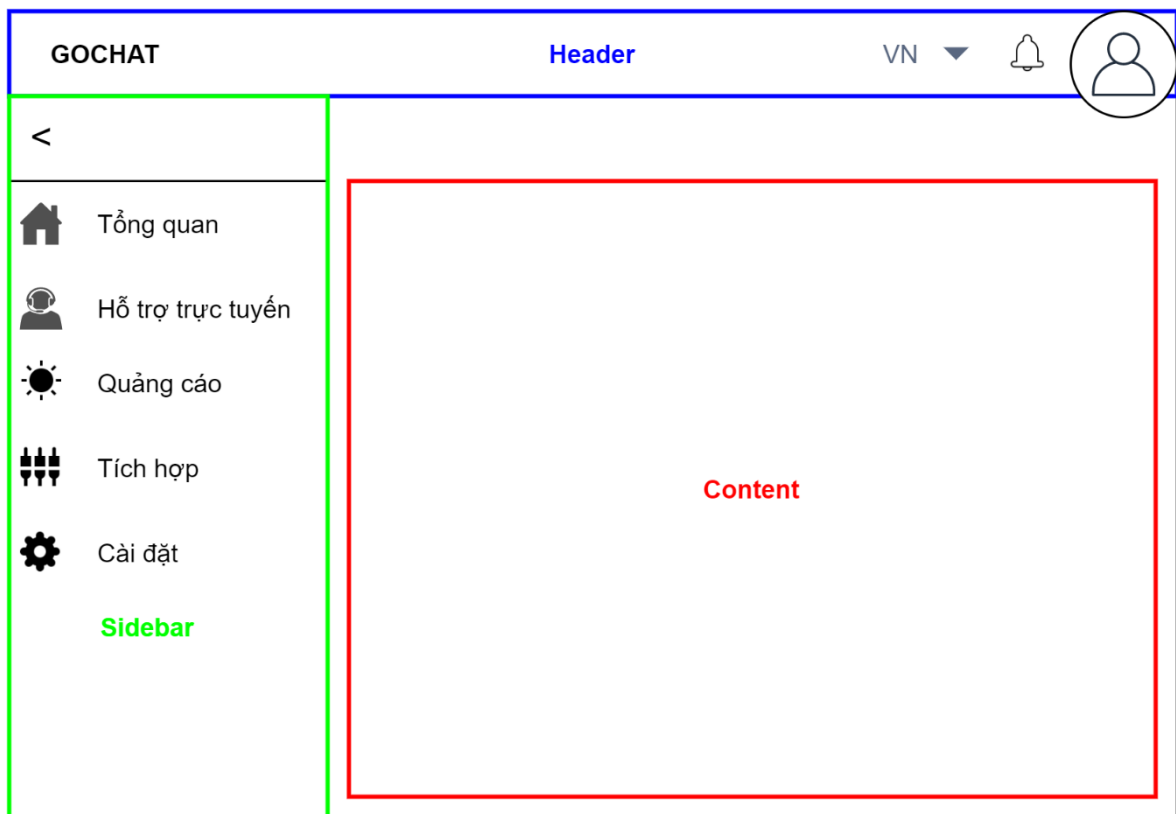 GOCHAT
Header
VN
<
Tổng quan
Hỗ trợ trực tuyến
Quảng cáo
Tích hợp
Cài đặt
Sidebar
Content